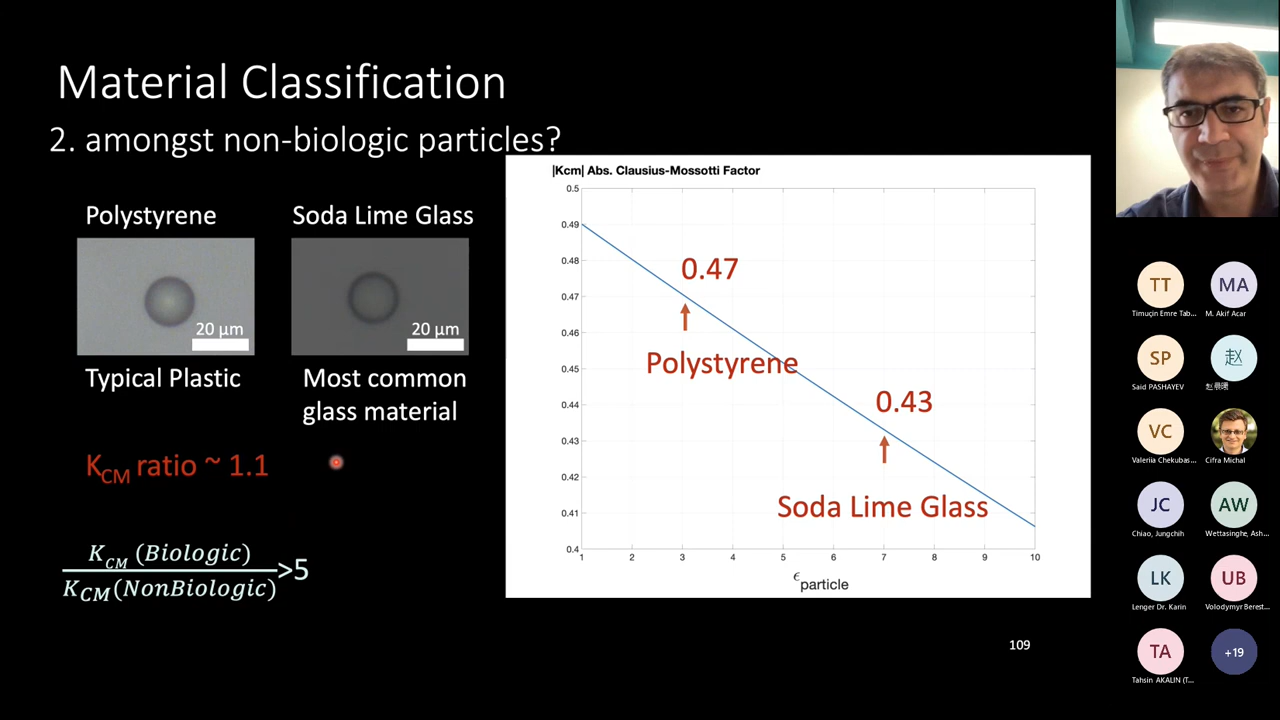 Material Classification
2. amongst non-biologic particles?
Polystyrene
Soda Lime Glass
20 μm
20 μm
Typical Plastic
Most common
glass material
K_CM ratio ~ 1.1
K_CM (Biologic)
K_CM(NonBiologic)
>5
|Kcm| Abs. Clausius-Mossotti Factor
0.5
0.49
0.48
0.47
0.46
0.45
0.44
0.43
0.42
0.41
0.4
0.47
Polystyrene
0.43
Soda Lime Glass
1 2 3 4 5 6 7 8 9 10
ϵ_particle
109
TT
MA
Timuçin Emre Tab...
M. Akif Acar
SP
赵
Said PASHAYEV
VC
Valeriia Chekubas...
Cifra Michal
JC
AW
Chiao, Jungchih
Wettasinghe, Ash...
LK
UB
Lenger Dr. Karin
Volodymyr Berest...
TA
+19
Tahsin AKALIN (T...